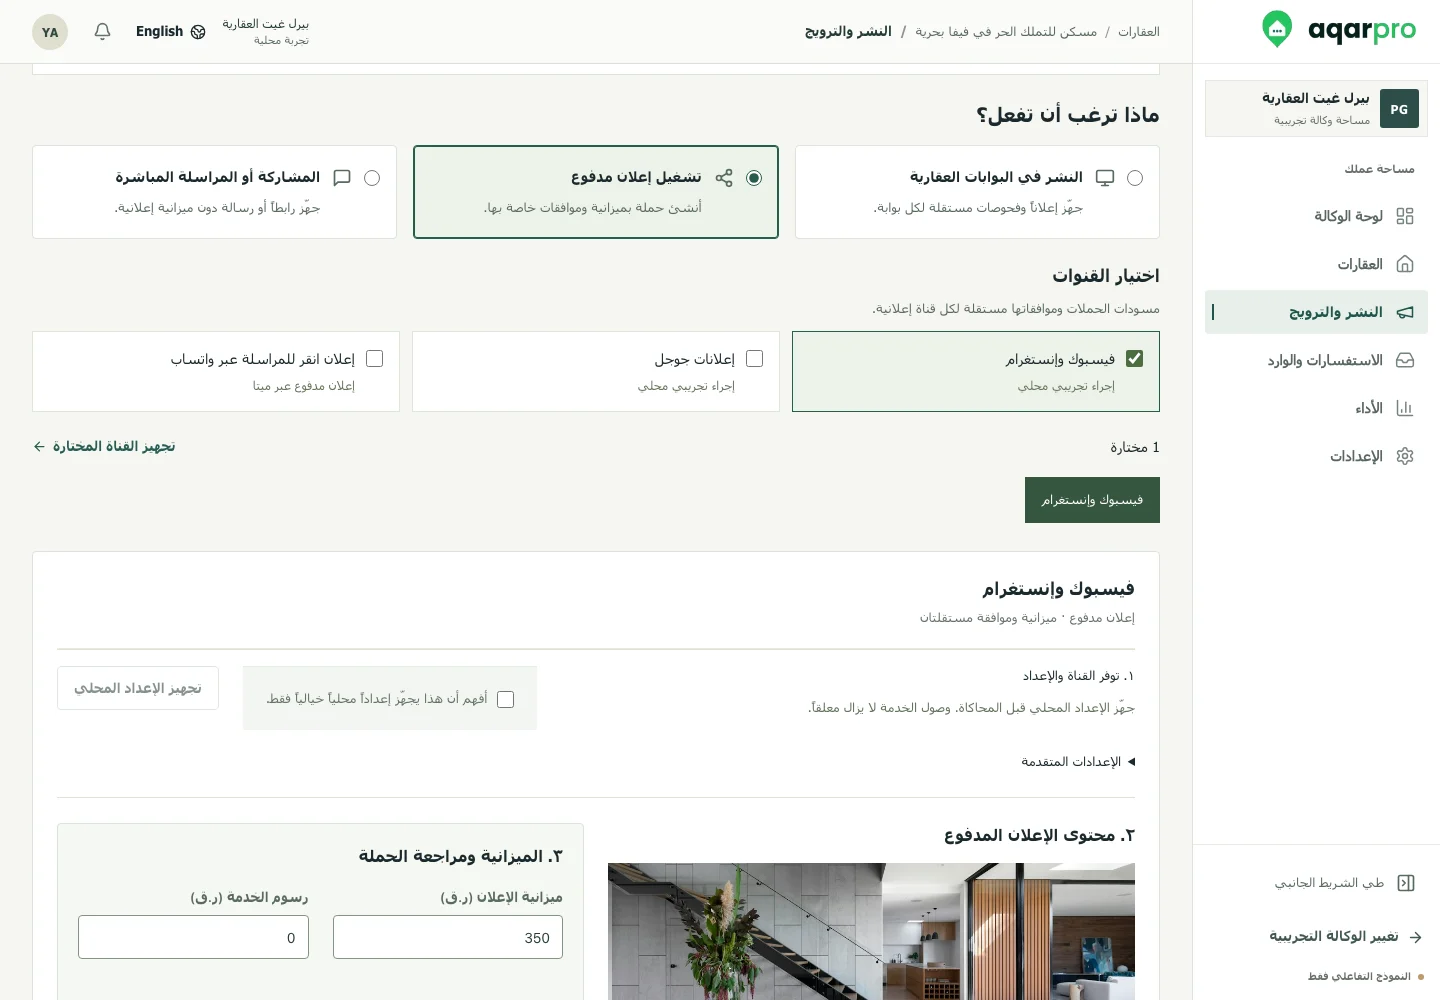 aqarpro
العقارات / مسكن للتملك الحر في فيفا بحرية / النشر والترويج
بيرل غيت العقارية
تجربة محلية
English
YA
PG
بيرل غيت العقارية
مساحة وكالة تجريبية
مساحة عملك
لوحة الوكالة
العقارات
النشر والترويج
الاستفسارات والوارد
الأداء
الإعدادات
طي الشريط الجانبي
تغيير الوكالة التجريبية
النموذج التفاعلي فقط
ماذا ترغب أن تفعل؟
النشر في البوابات العقارية
جهّز إعلاناً وفحوصات مستقلة لكل بوابة.
تشغيل إعلان مدفوع
أنشئ حملة بميزانية وموافقات خاصة بها.
المشاركة أو المراسلة المباشرة
جهّز رابطاً أو رسالة دون ميزانية إعلانية.
اختيار القنوات
مسودات الحملات وموافقاتها مستقلة لكل قناة إعلانية.
فيسبوك وإنستغرام
إجراء تجريبي محلي
إعلانات جوجل
إجراء تجريبي محلي
إعلان انقر للمراسلة عبر واتساب
إعلان مدفوع عبر ميتا
1 مختارة
تجهيز القناة المختارة
فيسبوك وإنستغرام
فيسبوك وإنستغرام
إعلان مدفوع · ميزانية وموافقة مستقلتان
١. توفر القناة والإعداد
جهّز الإعداد المحلي قبل المحاكاة. وصول الخدمة لا يزال معلقاً.
أفهم أن هذا يجهّز إعداداً محلياً خيالياً فقط.
تجهيز الإعداد المحلي
الإعدادات المتقدمة
٢. محتوى الإعلان المدفوع
٣. الميزانية ومراجعة الحملة
ميزانية الإعلان (ر.ق)
350
رسوم الخدمة (ر.ق)
0